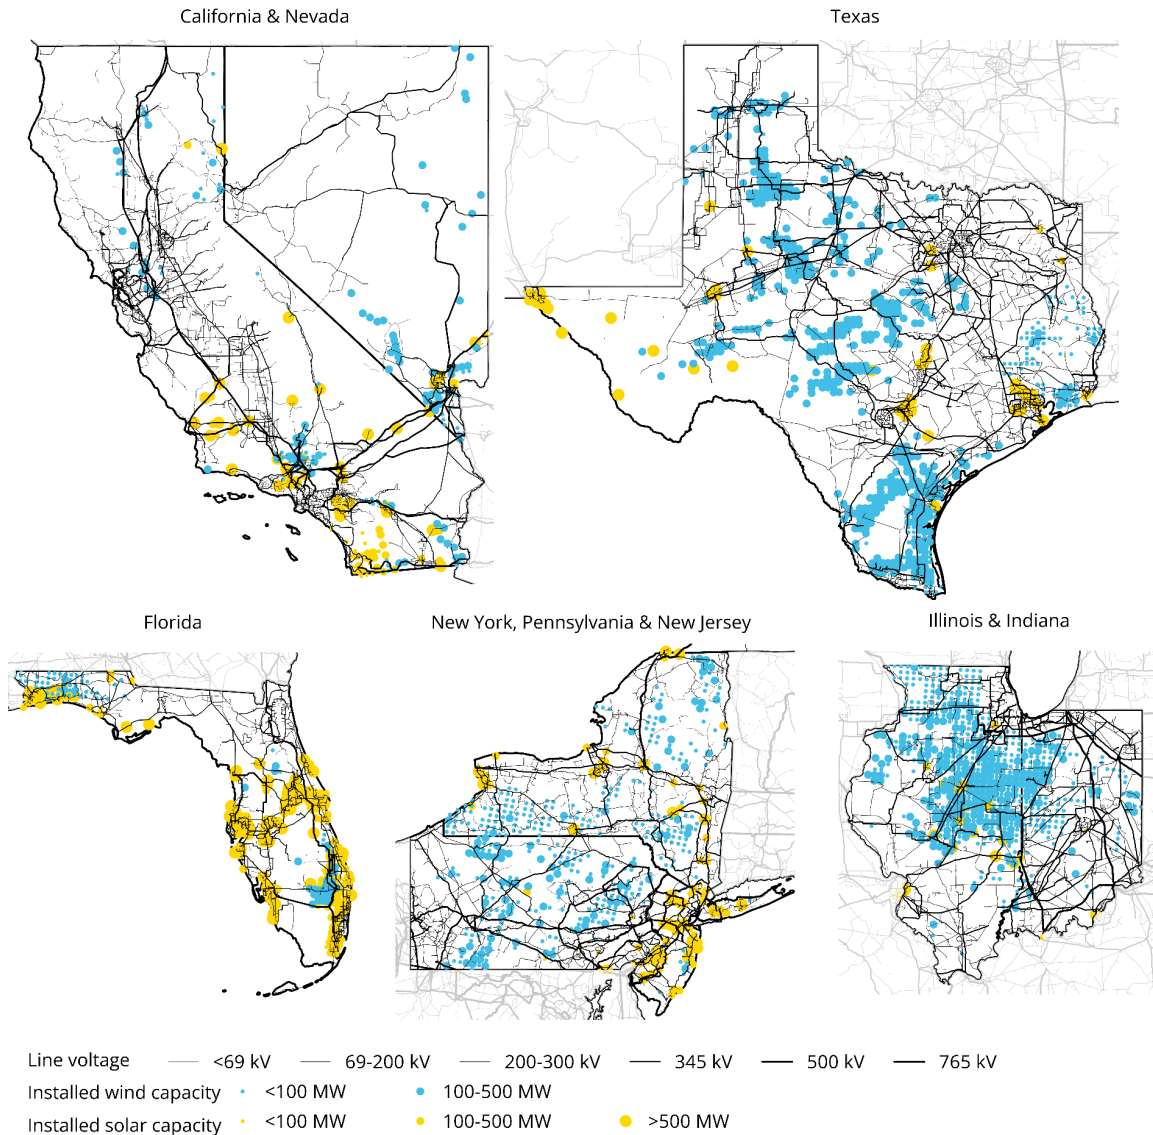 California & Nevada
Texas
Florida
New York, Pennsylvania & New Jersey
Illinois & Indiana
Line voltage <69 kV 69-200 kV 200-300 kV 345 kV 500 kV 765 kV
Installed wind capacity <100 MW 100-500 MW
Installed solar capacity <100 MW 100-500 MW >500 MW